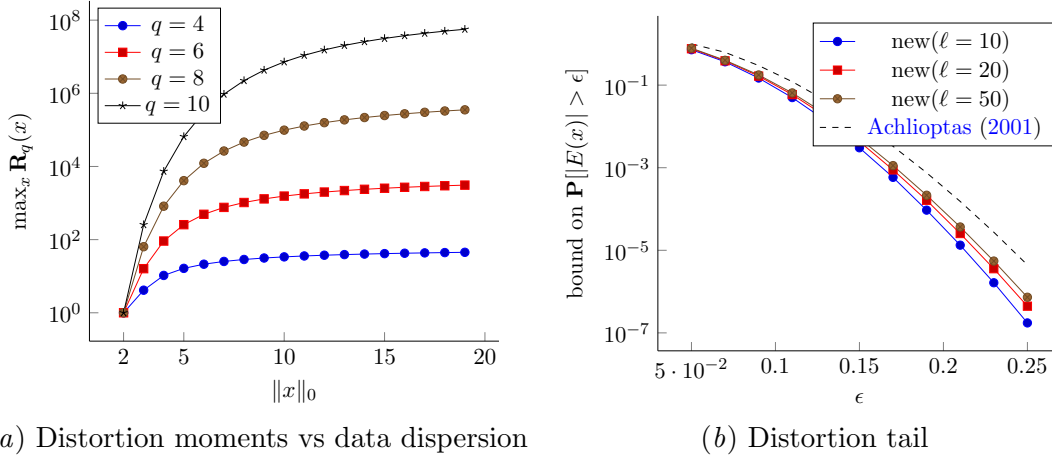 10^8
10^6
10^4
10^2
10^0
max_x R_q(x)
q = 4
q = 6
q = 8
q = 10
2
5
10
15
20
‖x‖_0
a) Distortion moments vs data dispersion
10^{-1}
10^{-3}
10^{-5}
10^{-7}
bound on P[|E(x)| > ϵ]
new(ℓ = 10)
new(ℓ = 20)
new(ℓ = 50)
Achlioptas (2001)
5 · 10^{-2}
0.1
0.15
0.2
0.25
ϵ
(b) Distortion tail